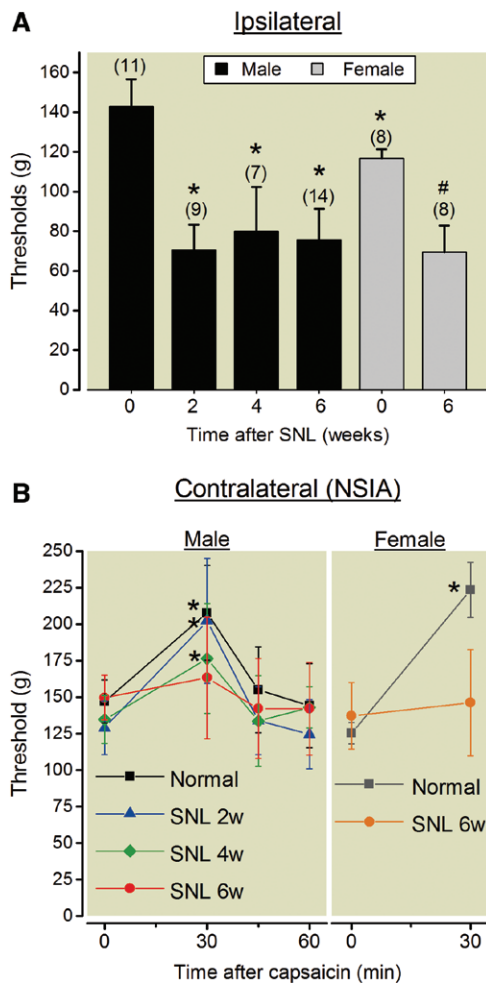 A
Ipsilateral
Male Female
Thresholds (g)
160
140
120
100
80
60
40
20
0
(11)
*
(9)
*
(7)
*
(14)
*
(8)
#
(8)
0 2 4 6 0 6
Time after SNL (weeks)
B
Contralateral (NSIA)
Male Female
Threshold (g)
250
225
200
175
150
125
100
75
50
25
0
*
*
*
*
Normal
SNL 2w
SNL 4w
SNL 6w
Normal
SNL 6w
0 30 60 0 30
Time after capsaicin (min)